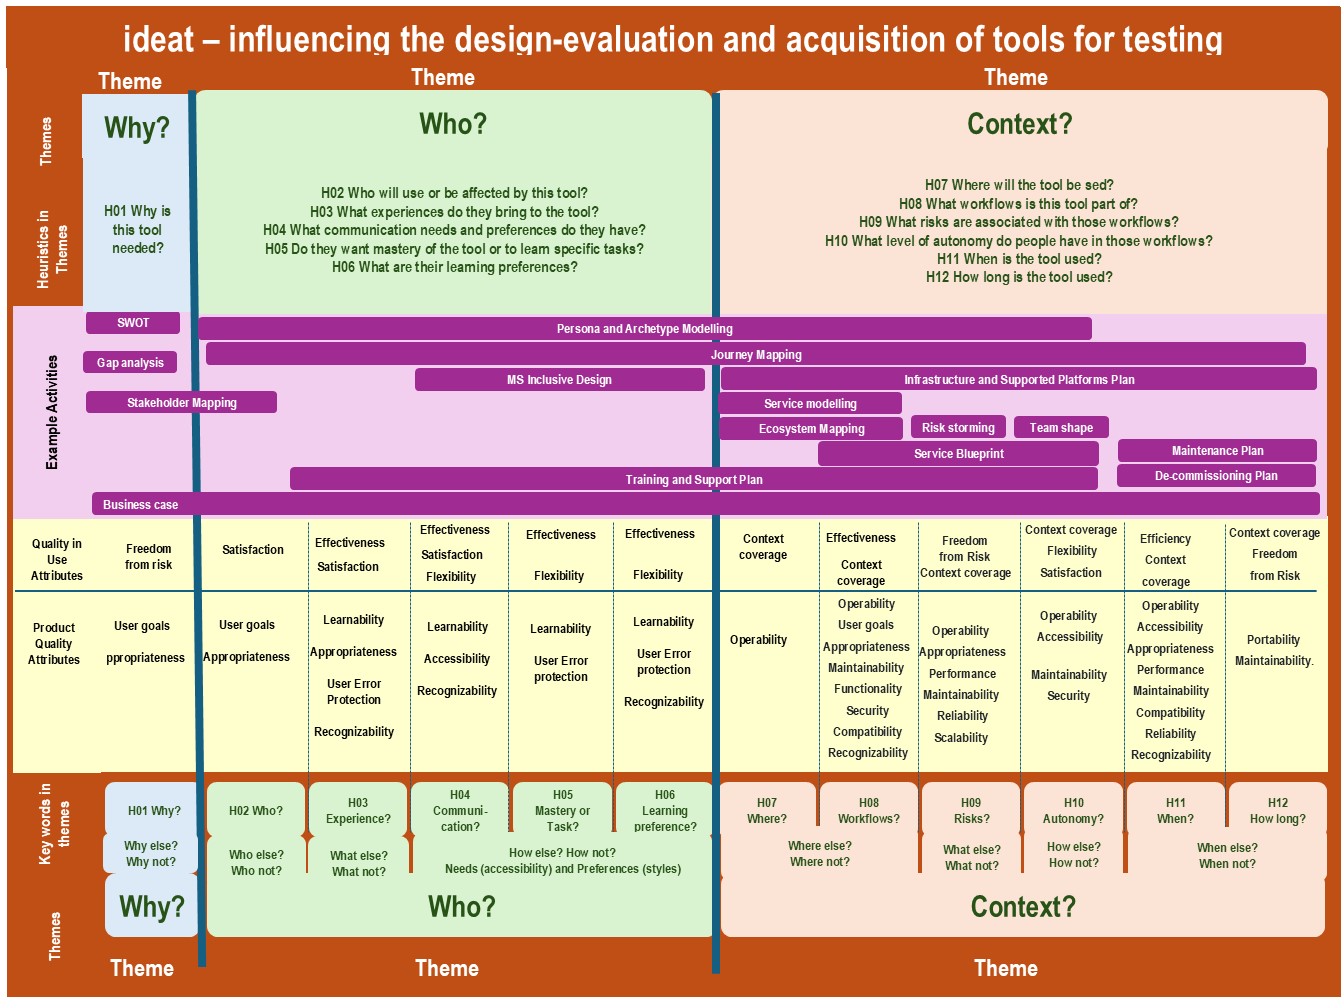 ideat – influencing the design-evaluation and acquisition of tools for testing
Theme
Theme
Theme
Themes
Why?
Who?
Context?
Heuristics in
Themes
H01 Why is
this tool
needed?
H02 Who will use or be affected by this tool?
H03 What experiences do they bring to the tool?
H04 What communication needs and preferences do they have?
H05 Do they want mastery of the tool or to learn specific tasks?
H06 What are their learning preferences?
H07 Where will the tool be sed?
H08 What workflows is this tool part of?
H09 What risks are associated with those workflows?
H10 What level of autonomy do people have in those workflows?
H11 When is the tool used?
H12 How long is the tool used?
Example Activities
SWOT
Persona and Archetype Modelling
Gap analysis
Journey Mapping
MS Inclusive Design
Infrastructure and Supported Platforms Plan
Stakeholder Mapping
Service modelling
Ecosystem Mapping
Risk storming
Team shape
Service Blueprint
Maintenance Plan
Training and Support Plan
De-commissioning Plan
Business case
Quality in
Use
Attributes
Freedom
from risk
Satisfaction
Effectiveness
Satisfaction
Effectiveness
Satisfaction
Flexibility
Effectiveness
Flexibility
Effectiveness
Flexibility
Context
coverage
Effectiveness
Context
coverage
Freedom
from Risk
Context coverage
Context coverage
Flexibility
Satisfaction
Efficiency
Context
coverage
Context coverage
Freedom
from Risk
Product
Quality
Attributes
User goals
ppropriateness
User goals
Appropriateness
Learnability
Appropriateness
User Error
Protection
Recognizability
Learnability
Accessibility
Recognizability
Learnability
User Error
protection
Learnability
User Error
protection
Recognizability
Operability
Operability
User goals
Appropriateness
Maintainability
Functionality
Security
Compatibility
Recognizability
Operability
Appropriateness
Performance
Maintainability
Reliability
Scalability
Operability
Accessibility
Maintainability
Security
Operability
Accessibility
Appropriateness
Performance
Maintainability
Compatibility
Reliability
Recognizability
Portability
Maintainability.
Key words in
themes
H01 Why?
H02 Who?
H03
Experience?
H04
Communi-
cation?
H05
Mastery or
Task?
H06
Learning
preference?
H07
Where?
H08
Workflows?
H09
Risks?
H10
Autonomy?
H11
When?
H12
How long?
Why else?
Why not?
Who else?
Who not?
What else?
What not?
How else? How not?
Needs (accessibility) and Preferences (styles)
Where else?
Where not?
What else?
What not?
How else?
How not?
When else?
When not?
Themes
Why?
Who?
Context?
Theme
Theme
Theme